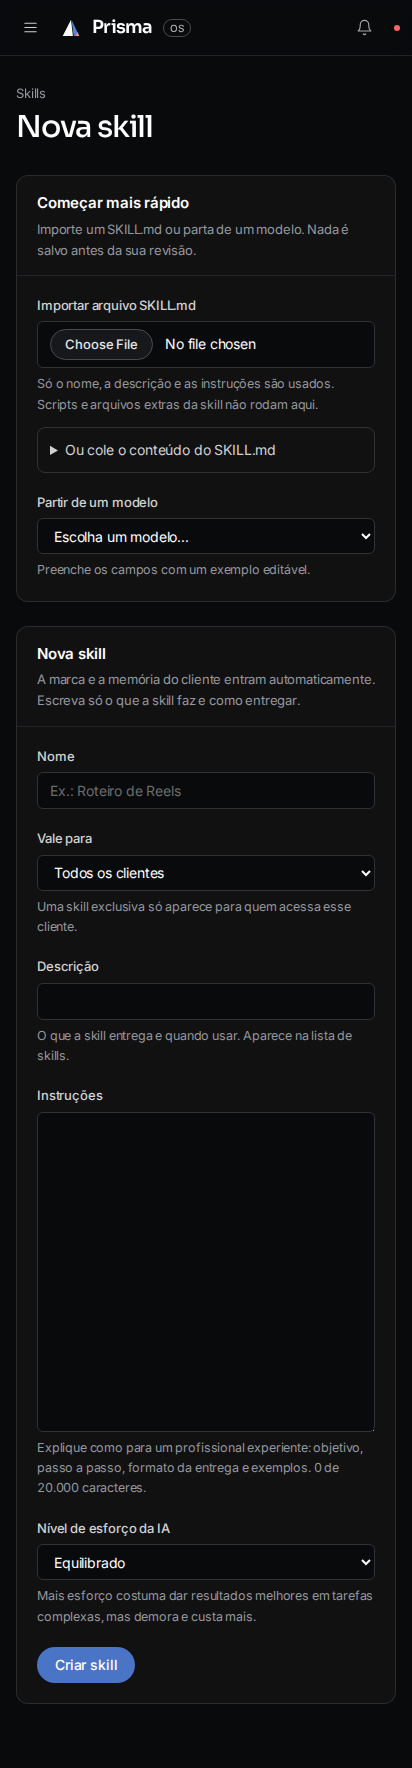 Prisma OS
Skills
Nova skill
Começar mais rápido
Importe um SKILL.md ou parta de um modelo. Nada é
salvo antes da sua revisão.
Importar arquivo SKILL.md
Choose File No file chosen
Só o nome, a descrição e as instruções são usados.
Scripts e arquivos extras da skill não rodam aqui.
Ou cole o conteúdo do SKILL.md
Partir de um modelo
Escolha um modelo...
Preenche os campos com um exemplo editável.
Nova skill
A marca e a memória do cliente entram automaticamente.
Escreva só o que a skill faz e como entregar.
Nome
Ex.: Roteiro de Reels
Vale para
Todos os clientes
Uma skill exclusiva só aparece para quem acessa esse
cliente.
Descrição
O que a skill entrega e quando usar. Aparece na lista de
skills.
Instruções
Explique como para um profissional experiente: objetivo,
passo a passo, formato da entrega e exemplos. 0 de
20.000 caracteres.
Nível de esforço da IA
Equilibrado
Mais esforço costuma dar resultados melhores em tarefas
complexas, mas demora e custa mais.
Criar skill